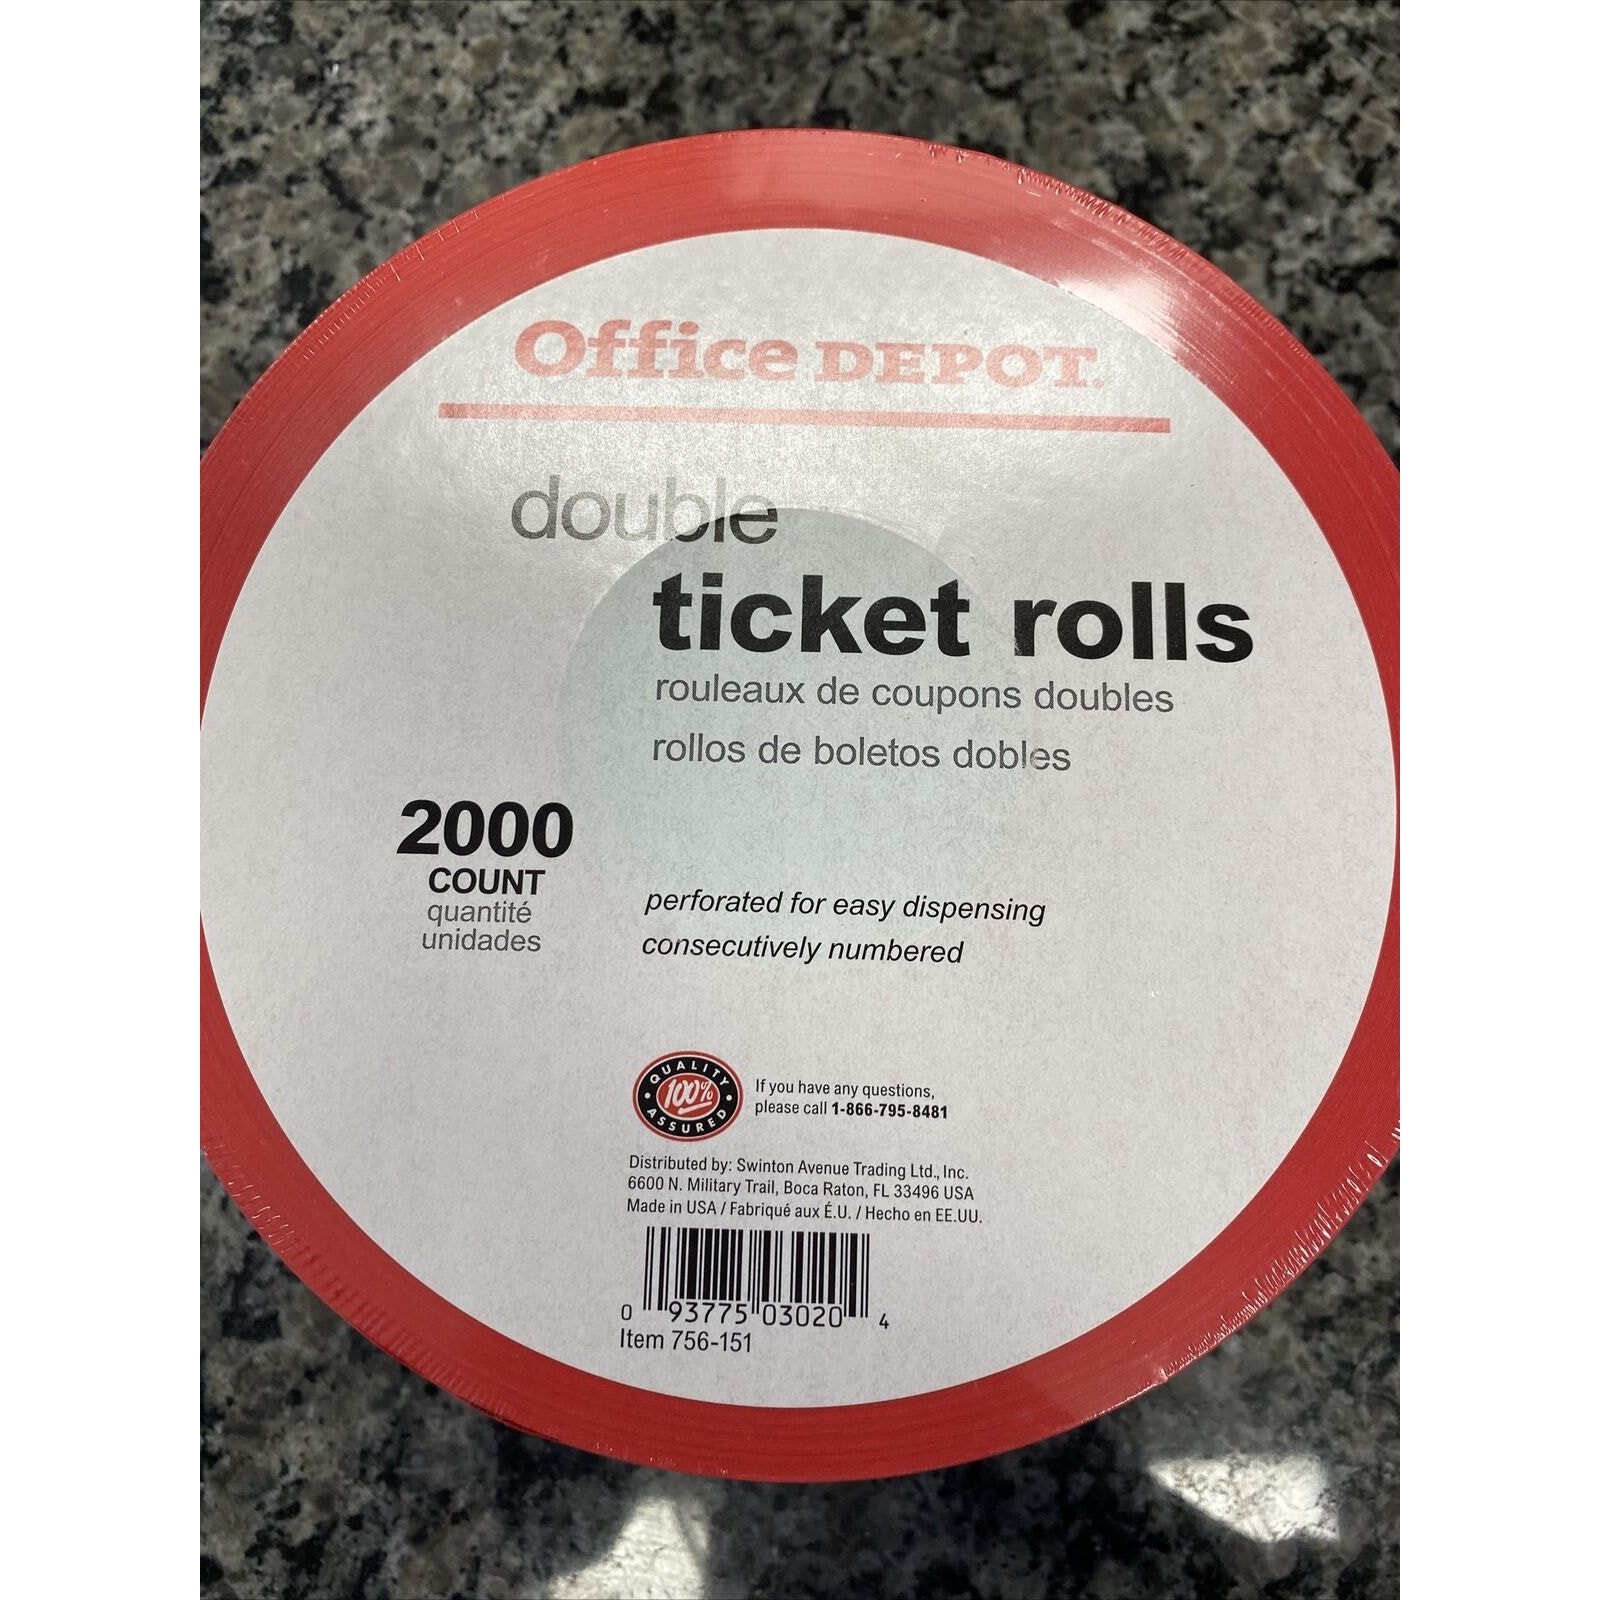 Office DEPOT.
double
ticket rolls
rouleaux de coupons doubles
rollos de boletos dobles
2000
COUNT
quantité
unidades
perforated for easy dispensing
consecutively numbered
QUALITY
100%
ASSURED
If you have any questions,
please call 1-866-795-8481
Distributed by: Swinton Avenue Trading Ltd., Inc.
6600 N. Military Trail, Boca Raton, FL 33496 USA
Made in USA / Fabriqué aux É.U. / Hecho en EE.UU.
0 93775 03020 4
Item 756-151